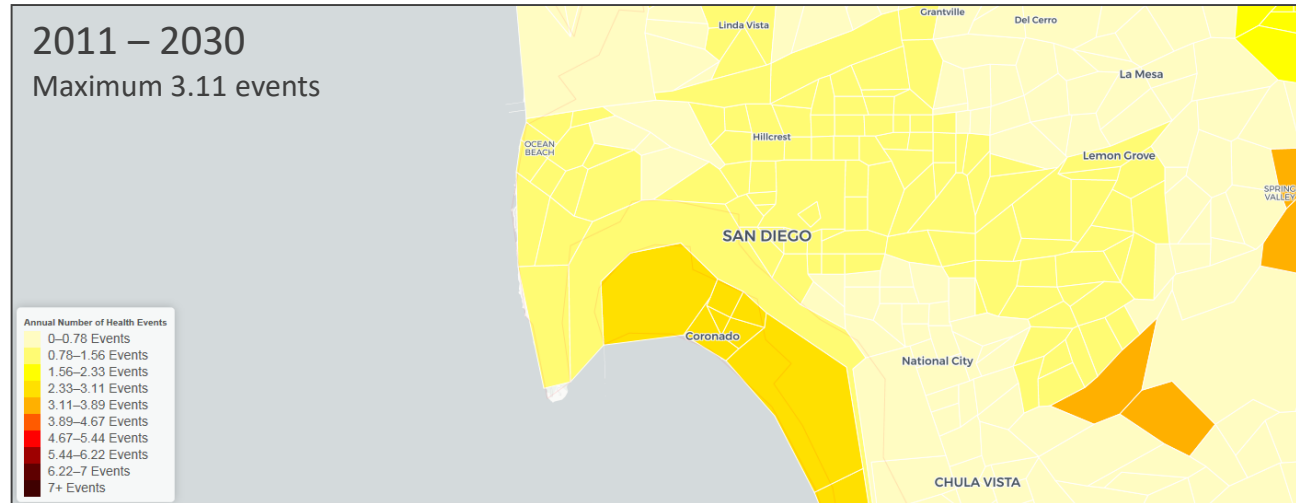 2011 – 2030
Maximum 3.11 events
Linda Vista
Grantville
Del Cerro
La Mesa
OCEAN
BEACH
Hillcrest
Lemon Grove
SPRING
VALLEY
SAN DIEGO
Coronado
National City
CHULA VISTA
Annual Number of Health Events
0–0.78 Events
0.78–1.56 Events
1.56–2.33 Events
2.33–3.11 Events
3.11–3.89 Events
3.89–4.67 Events
4.67–5.44 Events
5.44–6.22 Events
6.22–7 Events
7+ Events